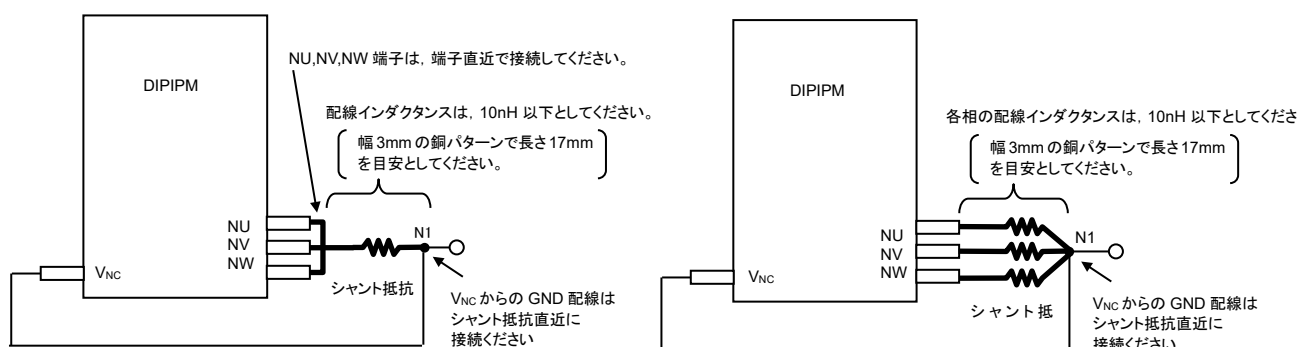 NU,NV,NW 端子は，端子直近で接続してください。
DIPIPM
配線インダクタンスは，10nH 以下としてください。
幅 3mm の銅パターンで長さ 17mm
を目安としてください。
NU
NV
NW
N1
VNC
シャント抵抗
VNC からの GND 配線は
シャント抵抗直近に
接続ください
DIPIPM
各相の配線インダクタンスは，10nH 以下としてくださ
幅 3mm の銅パターンで長さ 17mm
を目安としてください。
NU
NV
NW
N1
VNC
シャント抵
VNC からの GND 配線は
シャント抵抗直近に
接続ください